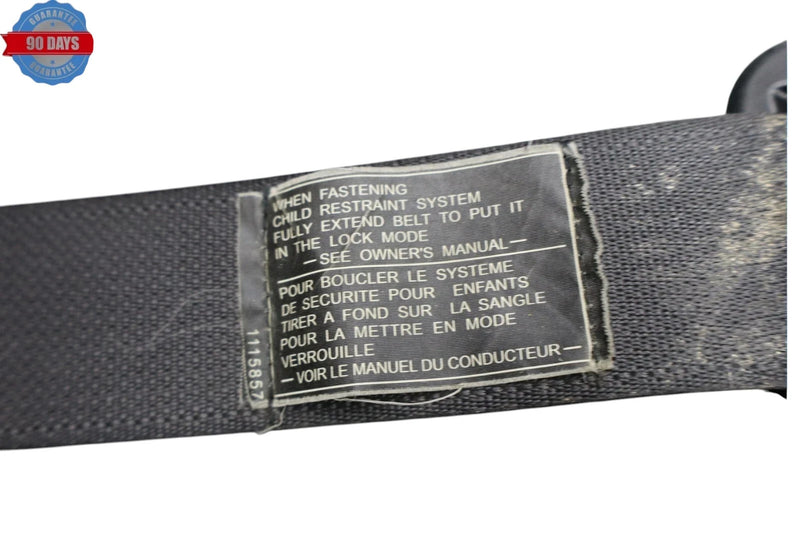 GUARANTEE
90 DAYS
GUARANTEE
WHEN FASTENING
CHILD RESTRAINT SYSTEM
FULLY EXTEND BELT TO PUT IT
IN THE LOCK MODE
— SEE OWNER'S MANUAL —
POUR BOUCLER LE SYSTEME
DE SECURITE POUR ENFANTS
TIRER A FOND SUR LA SANGLE
POUR LA METTRE EN MODE
VERROUILLE
— VOIR LE MANUEL DU CONDUCTEUR —
1115857